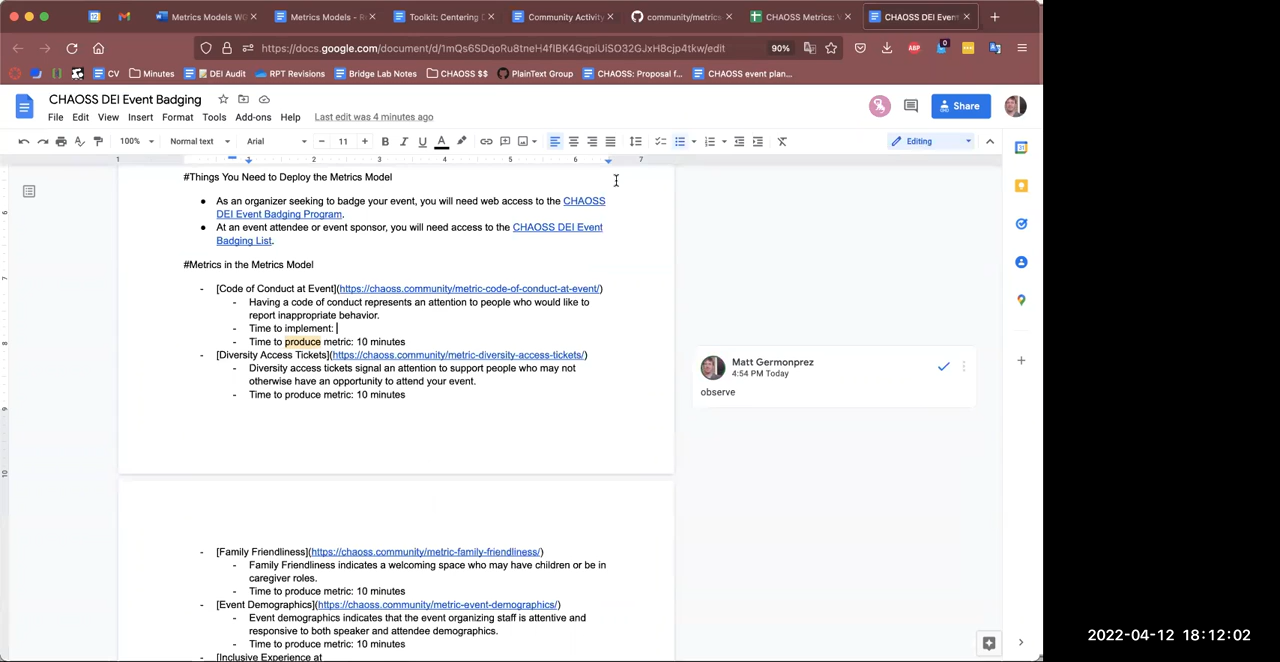 Metrics Models WO
Metrics Models - R
Toolkit: Centering D
Community Activity
community/metrics
CHAOSS Metrics: V
CHAOSS DEI Event
https://docs.google.com/document/d/1mQs6SDqoRu8tneH4fIBK4GqpiUiSO32GJxH8cjp4tkw/edit
90%
ABP
0
CV
Minutes
DEI Audit
RPT Revisions
Bridge Lab Notes
CHAOSS $$
PlainText Group
CHAOSS: Proposal f...
CHAOSS event plan...
CHAOSS DEI Event Badging
File Edit View Insert Format Tools Add-ons Help
Last edit was 4 minutes ago
Share
100%
Normal text
Arial
11
Editing
1 2 3 4 5 6 7
#Things You Need to Deploy the Metrics Model
● As an organizer seeking to badge your event, you will need web access to the CHAOSS
DEI Event Badging Program.
● At an event attendee or event sponsor, you will need access to the CHAOSS DEI Event
Badging List.
#Metrics in the Metrics Model
- [Code of Conduct at Event](https://chaoss.community/metric-code-of-conduct-at-event/)
- Having a code of conduct represents an attention to people who would like to
report inappropriate behavior.
- Time to implement:
- Time to produce metric: 10 minutes
- [Diversity Access Tickets](https://chaoss.community/metric-diversity-access-tickets/)
- Diversity access tickets signal an attention to support people who may not
otherwise have an opportunity to attend your event.
- Time to produce metric: 10 minutes
Matt Germonprez
4:54 PM Today
observe
- [Family Friendliness](https://chaoss.community/metric-family-friendliness/)
- Family Friendliness indicates a welcoming space who may have children or be in
caregiver roles.
- Time to produce metric: 10 minutes
- [Event Demographics](https://chaoss.community/metric-event-demographics/)
- Event demographics indicates that the event organizing staff is attentive and
responsive to both speaker and attendee demographics.
- Time to produce metric: 10 minutes
- [Inclusive Experience at
2022-04-12 18:12:02